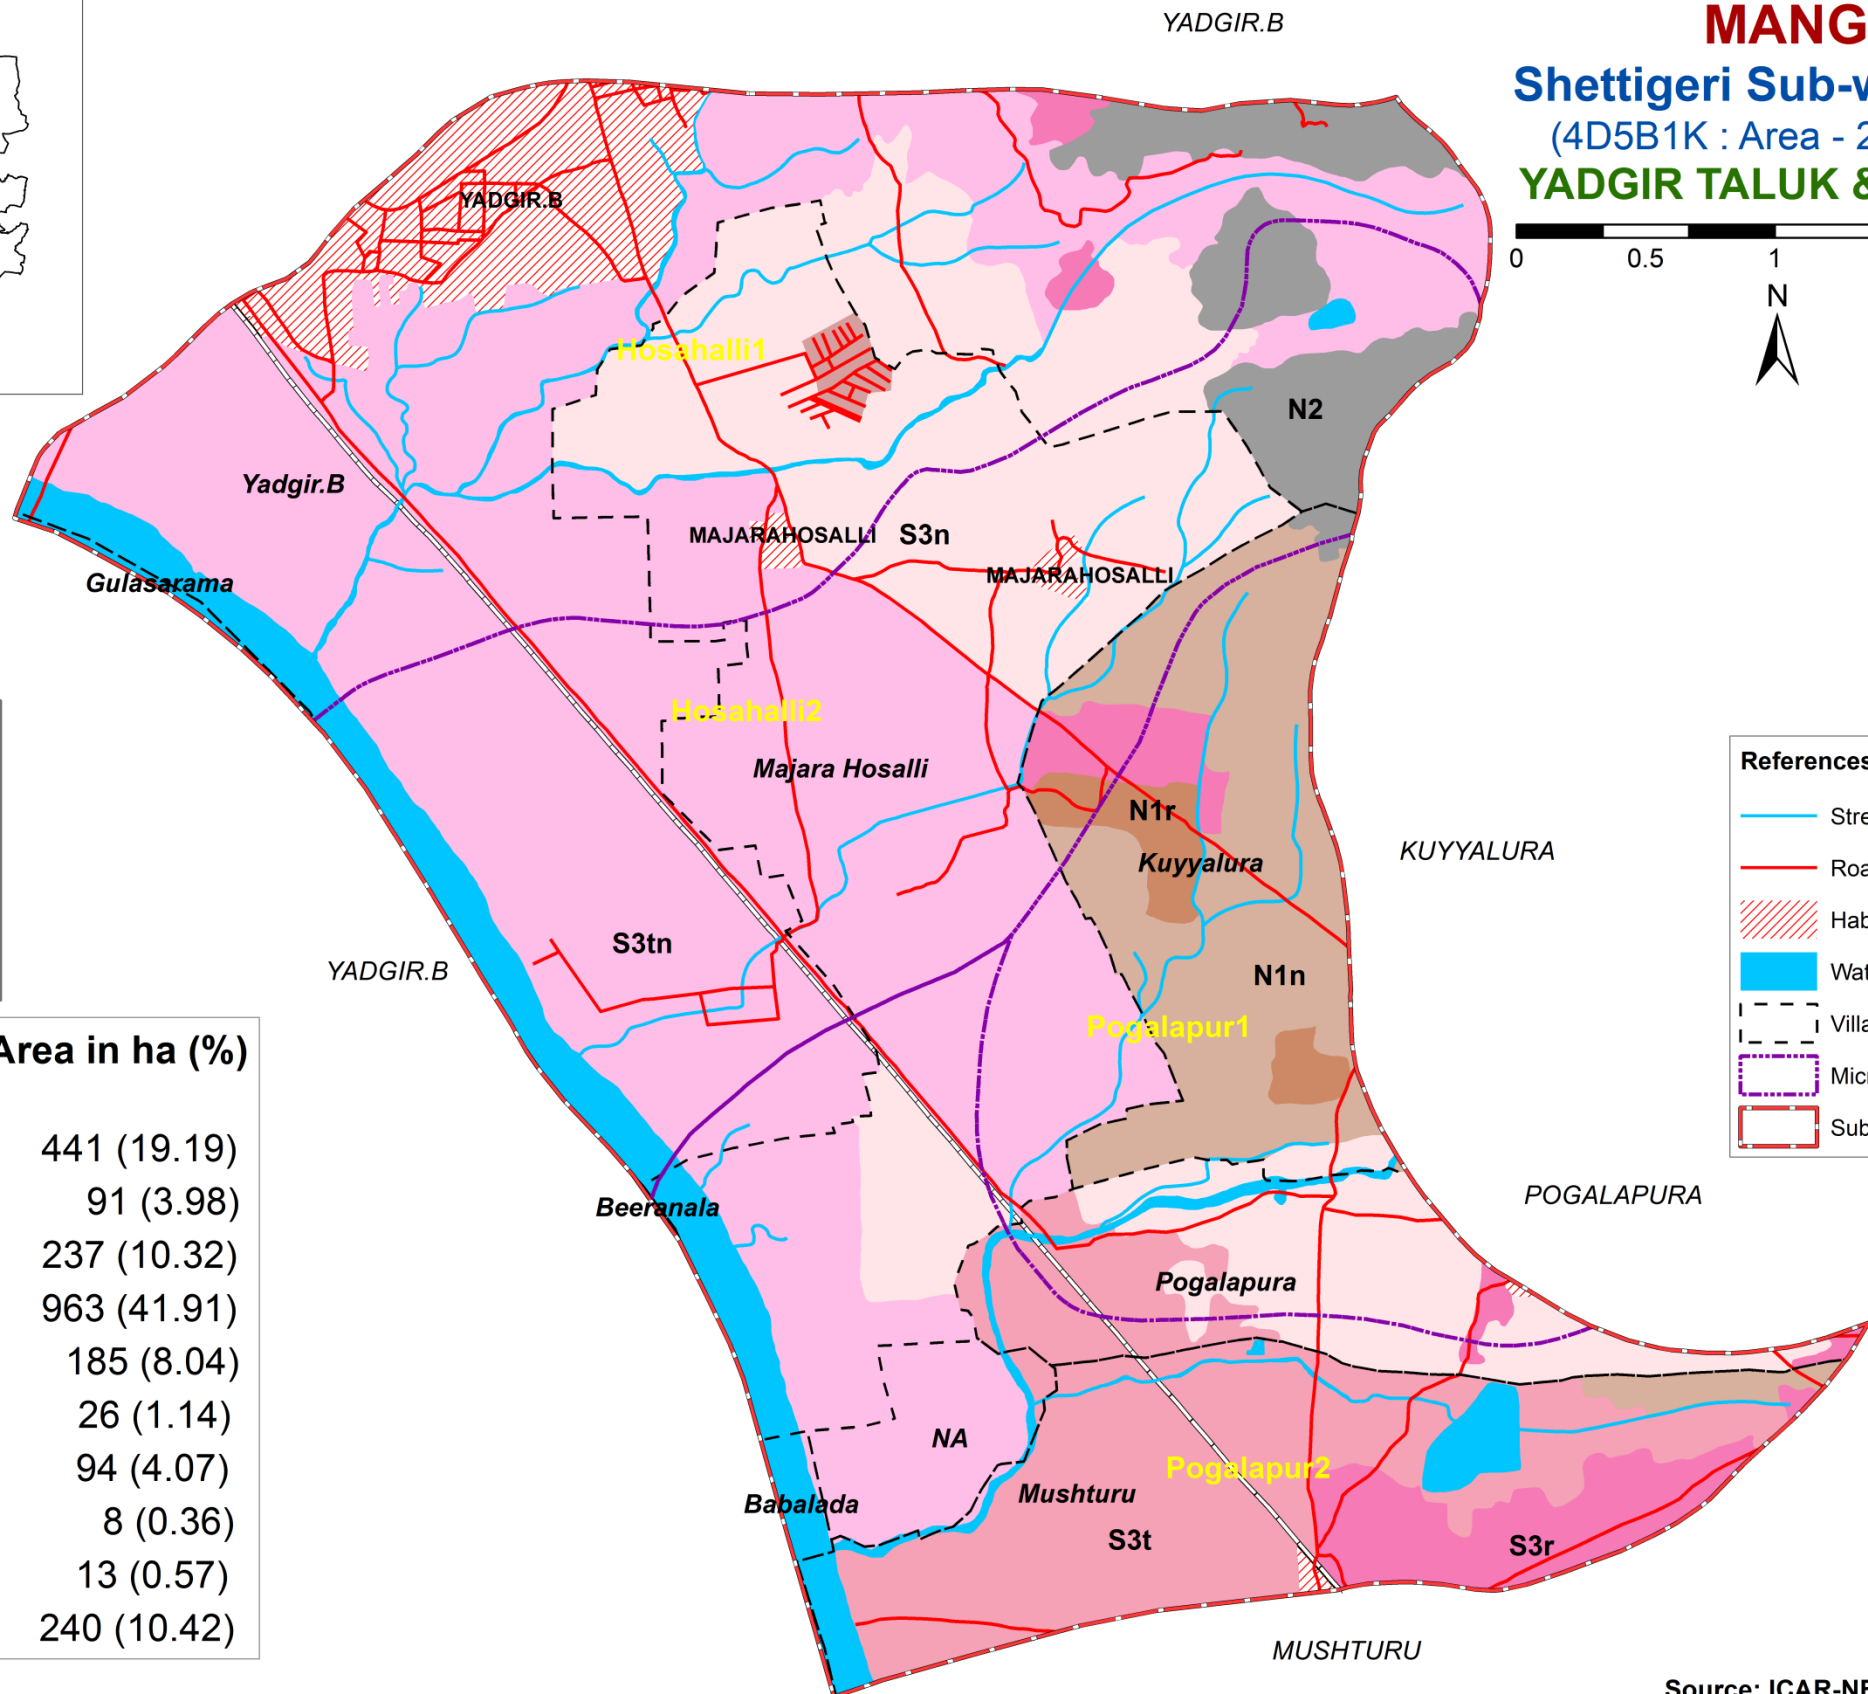 YADGIR.B
MANG
Shettigeri Sub-w
(4D5B1K : Area - 2
YADGIR TALUK &
0 0.5 1
N
YADGIR.B
Hosahalli1
N2
Yadgir.B
MAJARAHOSALLI
S3n
MAJARAHOSALLI
Gulasarama
Hosahalli2
Majara Hosalli
References
Stre
N1r
Kuyyalura
KUYYALURA
Roa
Hab
S3tn
YADGIR.B
N1n
Wat
Pogalapur1
Villa
Micr
Sub
Area in ha (%)
441 (19.19)
91 (3.98)
237 (10.32)
963 (41.91)
185 (8.04)
26 (1.14)
94 (4.07)
8 (0.36)
13 (0.57)
240 (10.42)
Beeranala
POGALAPURA
Pogalapura
NA
Pogalapur2
Babalada
Mushturu
S3t
S3r
MUSHTURU
Source: ICAR-NB